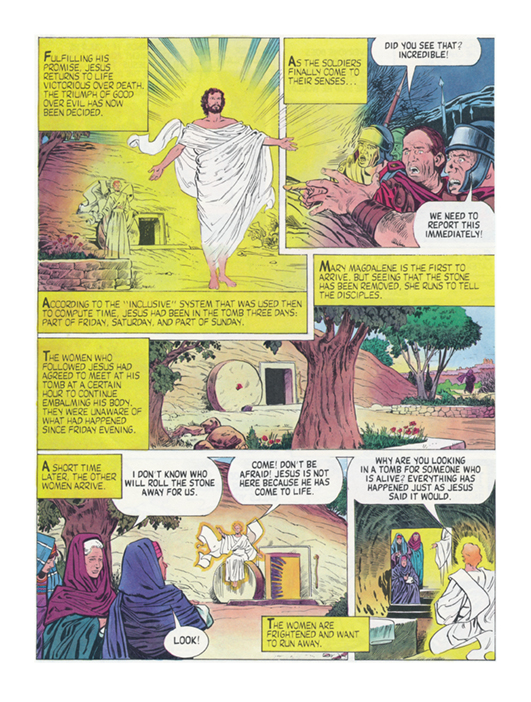 FULFILLING HIS
PROMISE, JESUS
RETURNS TO LIFE
VICTORIOUS OVER DEATH.
THE TRIUMPH OF GOOD
OVER EVIL HAS NOW
BEEN DECIDED.
AS THE SOLDIERS
FINALLY COME TO
THEIR SENSES...
DID YOU SEE THAT?
INCREDIBLE!
WE NEED TO
REPORT THIS
IMMEDIATELY!
ACCORDING TO THE "INCLUSIVE" SYSTEM THAT WAS USED THEN
TO COMPUTE TIME, JESUS HAD BEEN IN THE TOMB THREE DAYS:
PART OF FRIDAY, SATURDAY, AND PART OF SUNDAY.
MARY MAGDALENE IS THE FIRST TO
ARRIVE, BUT SEEING THAT THE STONE
HAS BEEN REMOVED, SHE RUNS TO TELL
THE DISCIPLES.
THE WOMEN WHO
FOLLOWED JESUS HAD
AGREED TO MEET AT HIS
TOMB AT A CERTAIN
HOUR TO CONTINUE
EMBALMING HIS BODY.
THEY WERE UNAWARE OF
WHAT HAD HAPPENED
SINCE FRIDAY EVENING.
A SHORT TIME
LATER, THE OTHER
WOMEN ARRIVE.
I DON'T KNOW WHO
WILL ROLL THE STONE
AWAY FOR US.
COME! DON'T BE
AFRAID! JESUS IS NOT
HERE BECAUSE HE HAS
COME TO LIFE.
LOOK!
THE WOMEN ARE
FRIGHTENED AND WANT
TO RUN AWAY.
WHY ARE YOU LOOKING
IN A TOMB FOR SOMEONE WHO
IS ALIVE? EVERYTHING HAS
HAPPENED JUST AS JESUS
SAID IT WOULD.